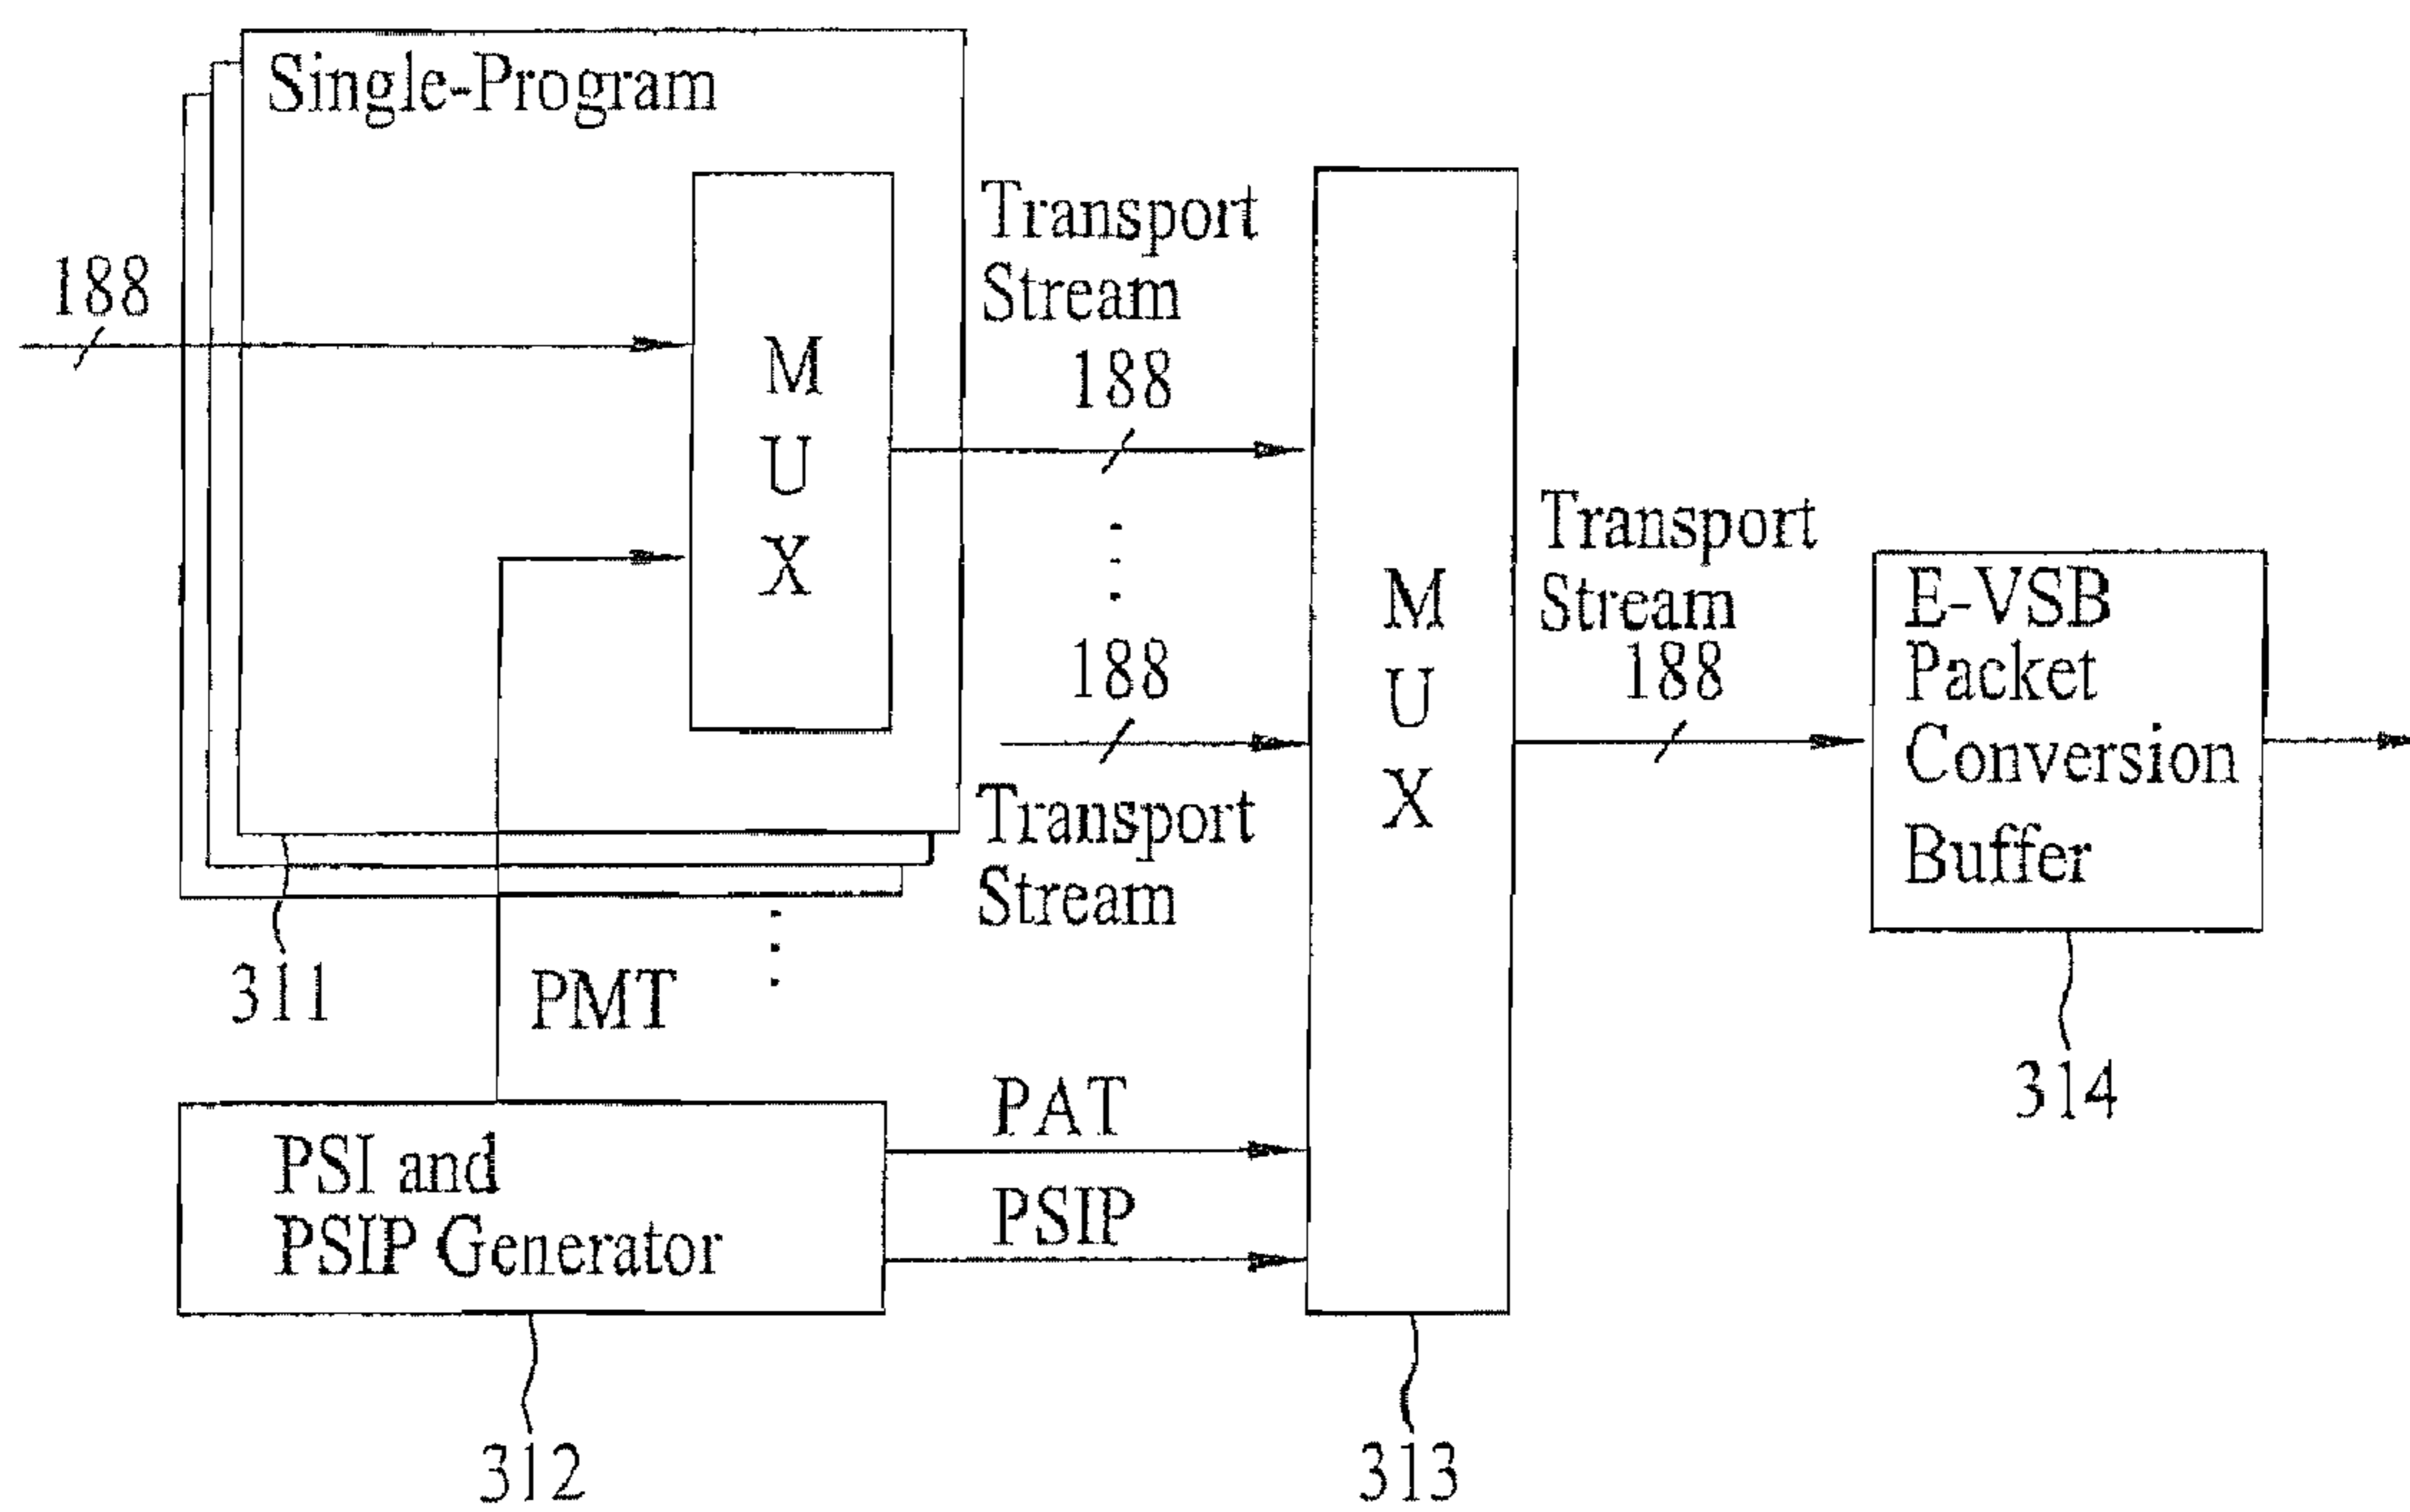 Single-Program
188
M
U
X
Transport
Stream
188
188
Transport
Stream
M
U
X
Transport
Stream
188
E-VSB
Packet
Conversion
Buffer
311
PMT
314
PSI and
PSIP Generator
PAT
PSIP
312
313